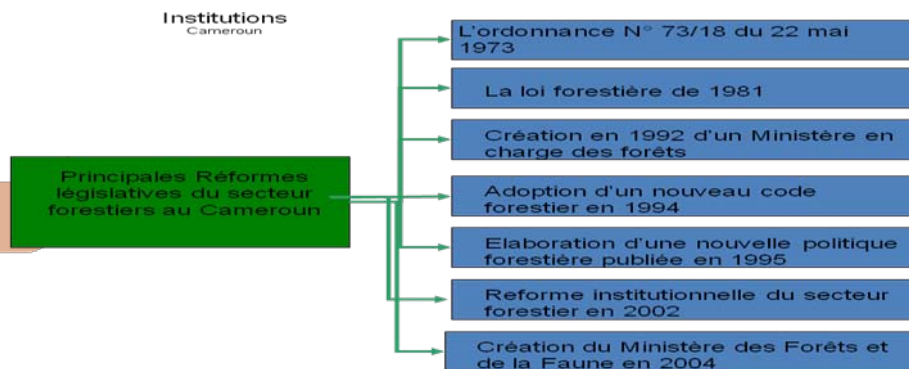 Institutions
Cameroun
Principales Réformes
législatives du secteur
forestiers au Cameroun
L'ordonnance N° 73/18 du 22 mai
1973
La loi forestière de 1981
Création en 1992 d'un Ministère en
charge des forêts
Adoption d'un nouveau code
forestier en 1994
Elaboration d'une nouvelle politique
forestière publiée en 1995
Reforme institutionnelle du secteur
forestier en 2002
Création du Ministère des Forêts et
de la Faune en 2004